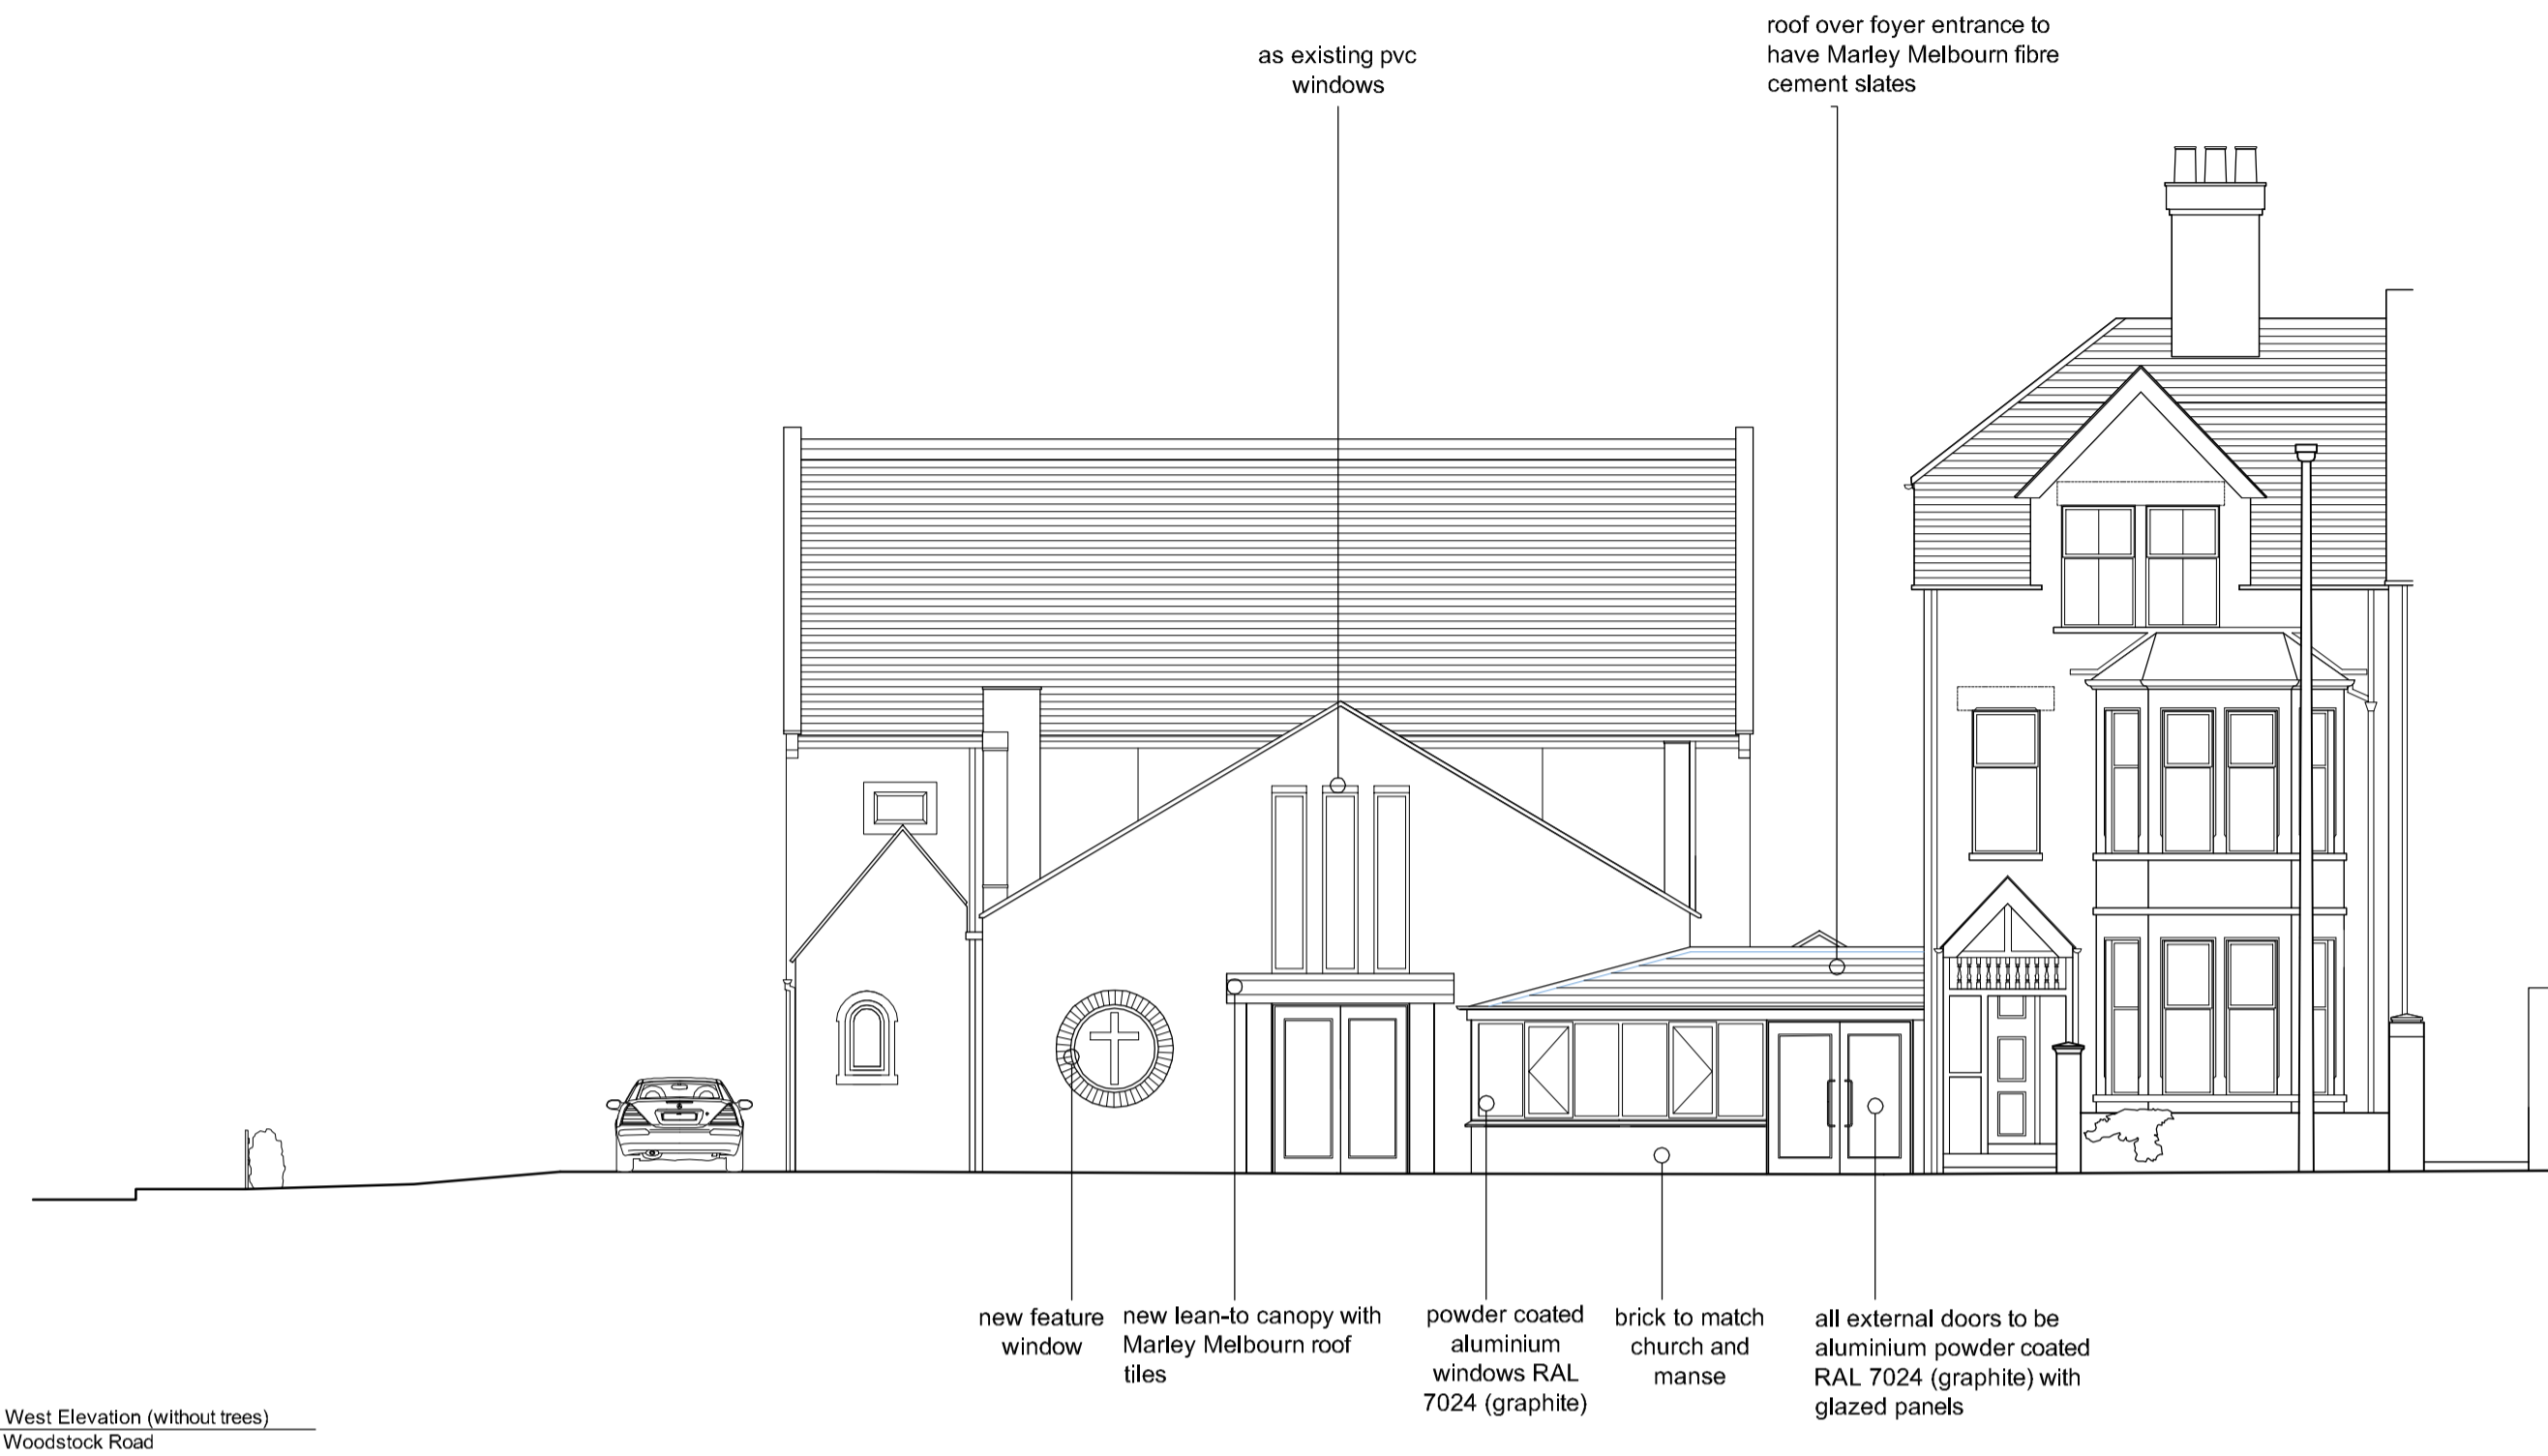 roof over foyer entrance to
have Marley Melbourn fibre
cement slates
as existing pvc
windows
new feature
window
new lean-to canopy with
Marley Melbourn roof
tiles
powder coated
aluminium
windows RAL
7024 (graphite)
brick to match
church and
manse
all external doors to be
aluminium powder coated
RAL 7024 (graphite) with
glazed panels
West Elevation (without trees)
Woodstock Road